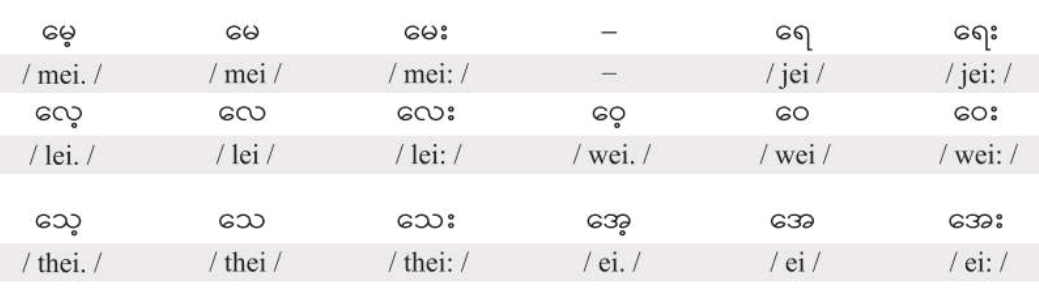 မေ့ မေ မေး – ရေ ရေး
/ mei. / / mei / / mei: / – / jei / / jei: /
လေ့ လေ လေး ဝေ့ ဝေ ဝေး
/ lei. / / lei / / lei: / / wei. / / wei / / wei: /
သေ့ သေ သေး အေ့ အေ အေး
/ thei. / / thei / / thei: / / ei. / / ei / / ei: /